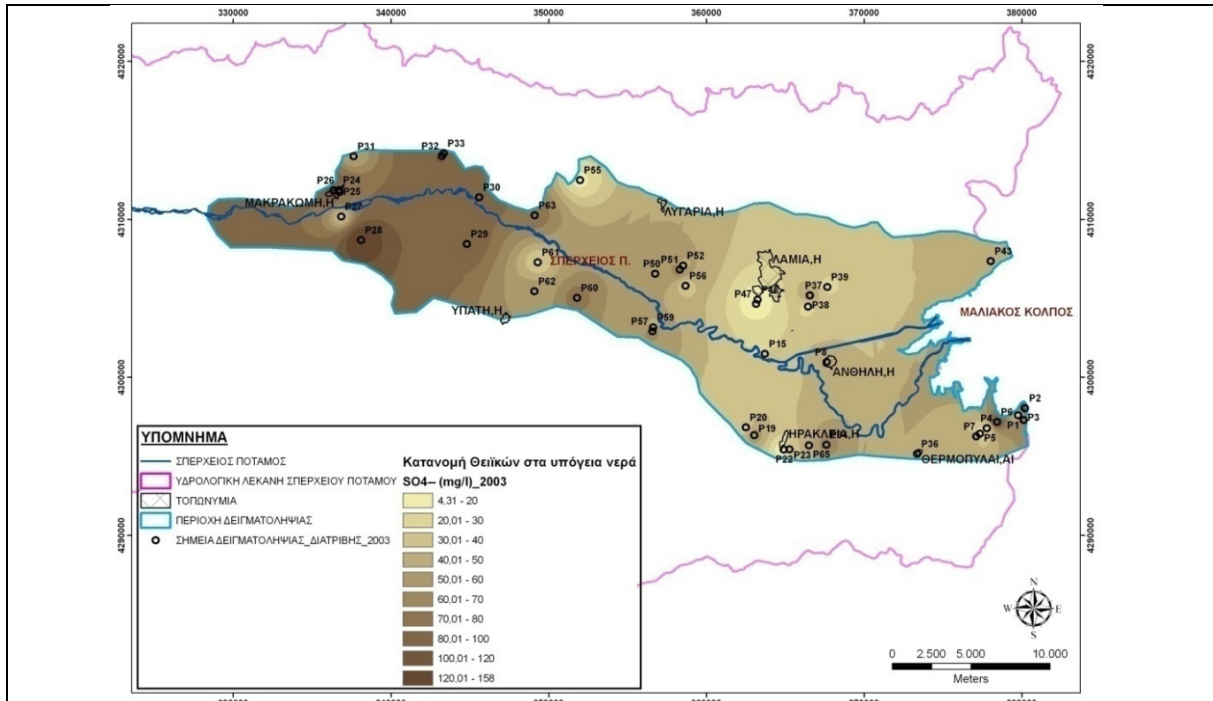 330000 340000 350000 360000 370000 380000
4320000 4320000
P31 P32 P33
P55
P26 P24
P25
ΜΑΚΡΑΚΩΜΗ,Η
P30
P27
P63
ΛΥΓΑΡΙΑ,Η
4310000 4310000
P28 P29
P61
ΣΠΕΡΧΕΙΟΣ Π.
P50 P51 P52
ΛΑΜΙΑ,Η
P43
P62
P56
P47
P37 P39
P60
P38
ΥΠΑΤΗ,Η
ΜΑΛΙΑΚΟΣ ΚΟΛΠΟΣ
P57 P59
P15
P8
4300000 4300000
ΑΝΘΗΛΗ,Η
P2
P6
P4 P1 P3
P20
P19
P7 P5
ΗΡΑΚΛΕΙΑ,Η
P22 P23 P65
P36
ΘΕΡΜΟΠΥΛΑΙ,ΑΙ
4290000 4290000
ΥΠΟΜΝΗΜΑ
ΣΠΕΡΧΕΙΟΣ ΠΟΤΑΜΟΣ
ΥΔΡΟΛΟΓΙΚΗ ΛΕΚΑΝΗ ΣΠΕΡΧΕΙΟΥ ΠΟΤΑΜΟΥ
ΤΟΠΩΝΥΜΙΑ
ΠΕΡΙΟΧΗ ΔΕΙΓΜΑΤΟΛΗΨΙΑΣ
ΣΗΜΕΙΑ ΔΕΙΓΜΑΤΟΛΗΨΙΑΣ_ΔΙΑΤΡΙΒΗΣ_2003
Κατανομή Θειϊκών στα υπόγεια νερά
SO4-- (mg/l)_2003
4,31 - 20
20,01 - 30
30,01 - 40
40,01 - 50
50,01 - 60
60,01 - 70
70,01 - 80
80,01 - 100
100,01 - 120
120,01 - 158
N
W E
S
0 2.500 5.000 10.000
Meters